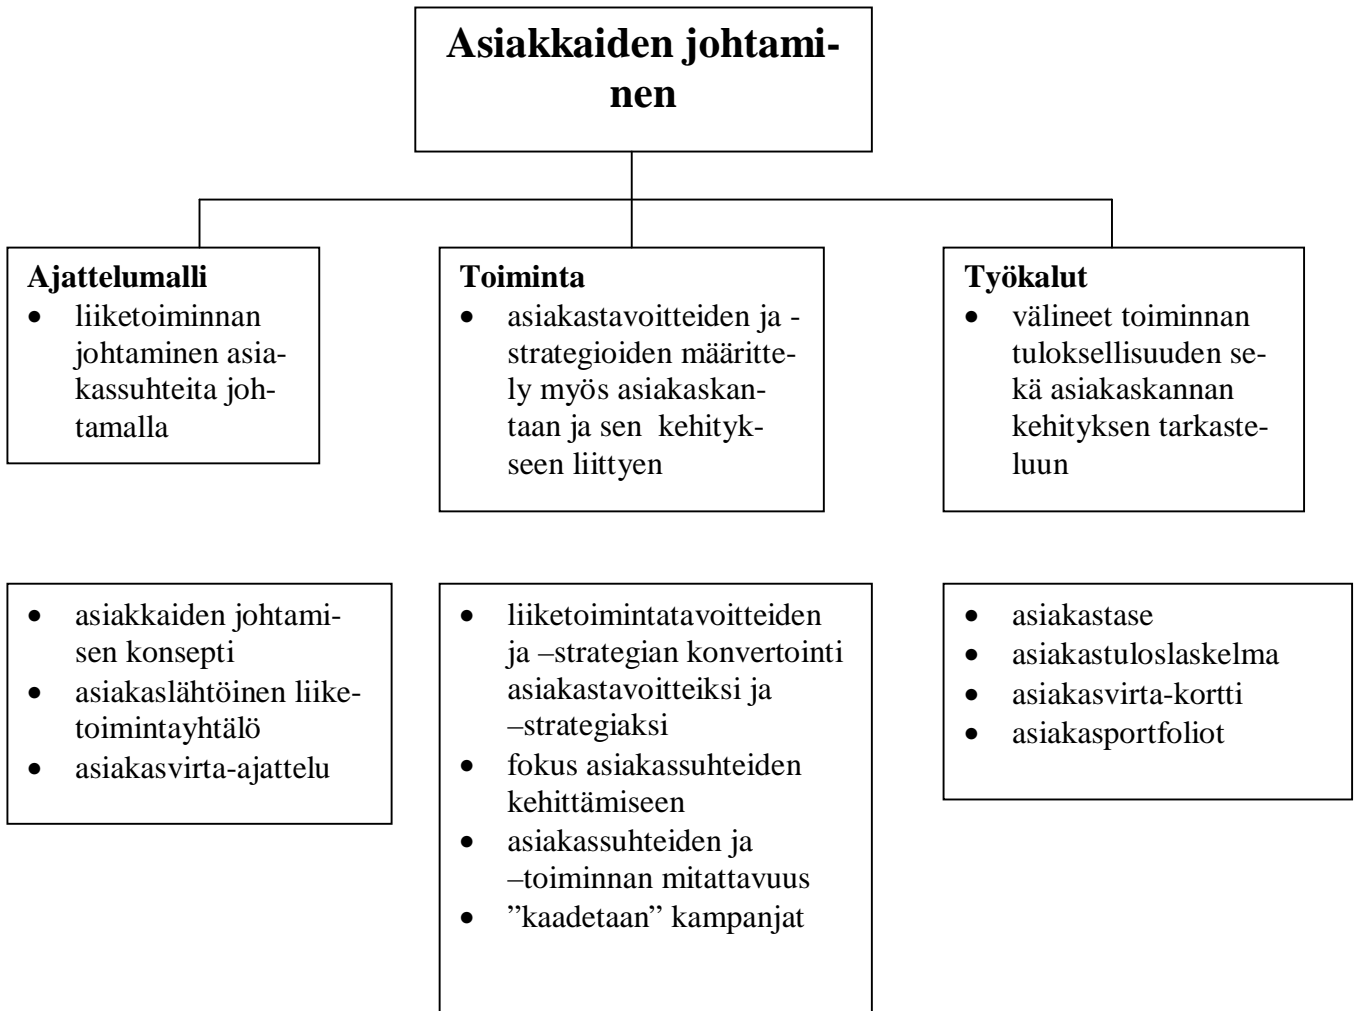 Asiakkaiden johtami-
nen
Ajattelumalli
• liiketoiminnan
johtaminen asia-
kassuhteita joh-
tamalla
Toiminta
• asiakastavoitteiden ja -
strategioiden määritte-
ly myös asiakaskan-
taan ja sen kehityk-
seen liittyen
Työkalut
• välineet toiminnan
tuloksellisuuden se-
kä asiakaskannan
kehityksen tarkaste-
luun
• asiakkaiden johtami-
sen konsepti
• asiakaslähtöinen liike-
toimintayhtälö
• asiakasvirta-ajattelu
• liiketoimintatavoitteiden
ja –strategian konvertointi
asiakastavoitteiksi ja
–strategiaksi
• fokus asiakassuhteiden
kehittämiseen
• asiakassuhteiden ja
–toiminnan mitattavuus
• ”kaadetaan” kampanjat
• asiakastase
• asiakastuloslaskelma
• asiakasvirta-kortti
• asiakasportfoliot